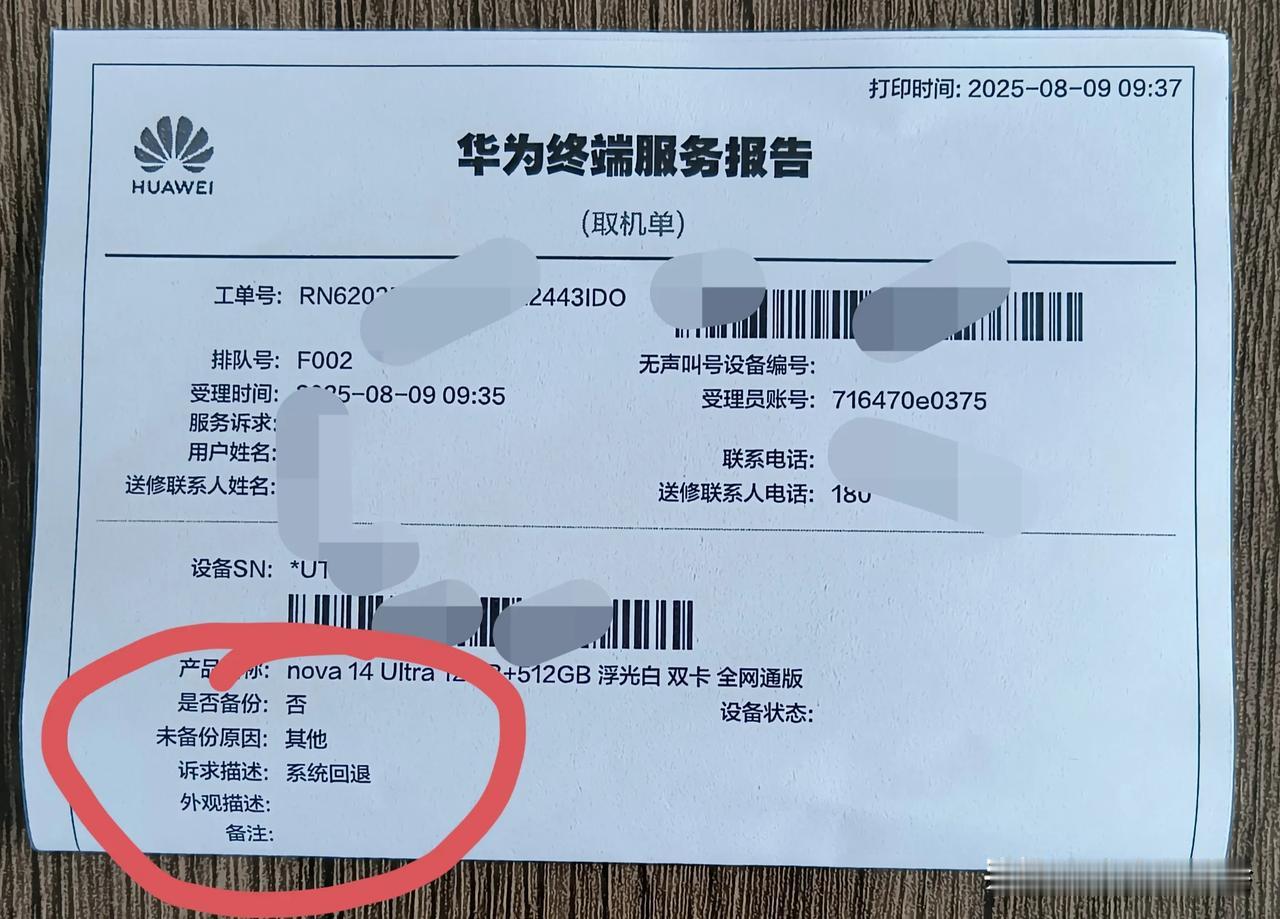 打印时间: 2025-08-09 09:37
HUAWEI
华为终端服务报告
(取机单)
工单号: RN6202 2443IDO
排队号: F002
无声叫号设备编号:
受理时间: 25-08-09 09:35
受理员账号: 716470e0375
服务诉求:
用户姓名:
联系电话:
送修联系人姓名:
送修联系人电话: 180
设备SN: *UT
产品 称: nova 14 Ultra 12 +512GB 浮光白 双卡 全网通版
是否备份: 否
设备状态:
未备份原因: 其他
诉求描述: 系统回退
外观描述:
备注: